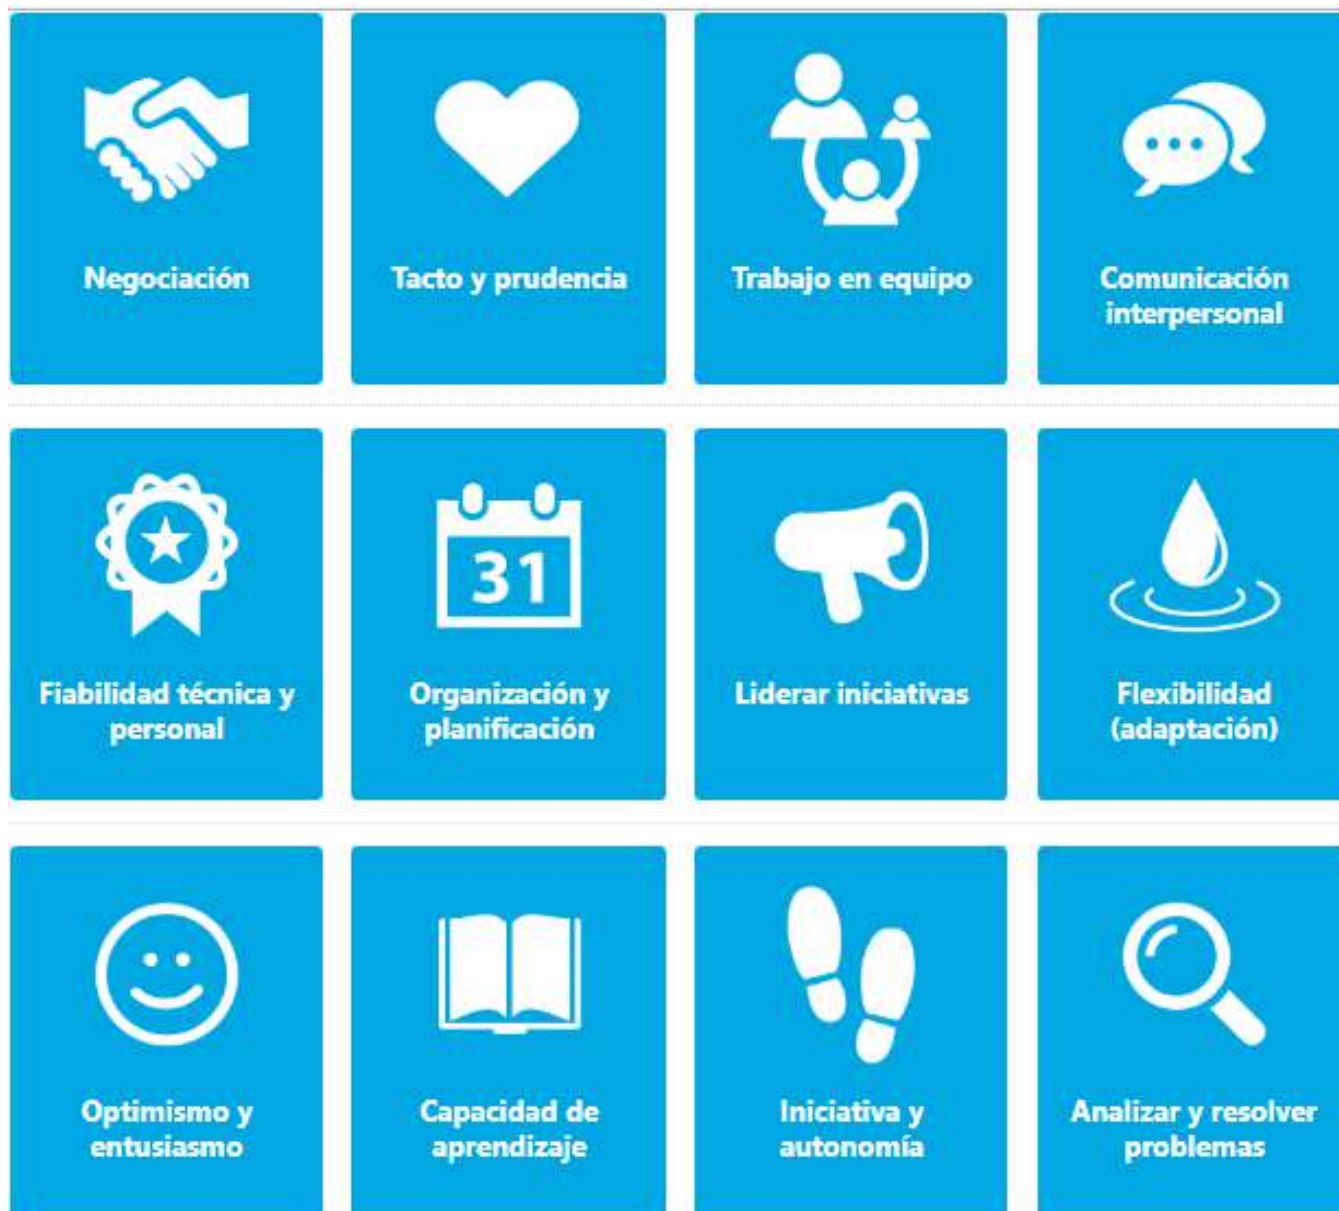 Negociación
Tacto y prudencia
Trabajo en equipo
Comunicación
interpersonal
Fiabilidad técnica y
personal
31
Organización y
planificación
Liderar iniciativas
Flexibilidad
(adaptación)
Optimismo y
entusiasmo
Capacidad de
aprendizaje
Iniciativa y
autonomía
Analizar y resolver
problemas